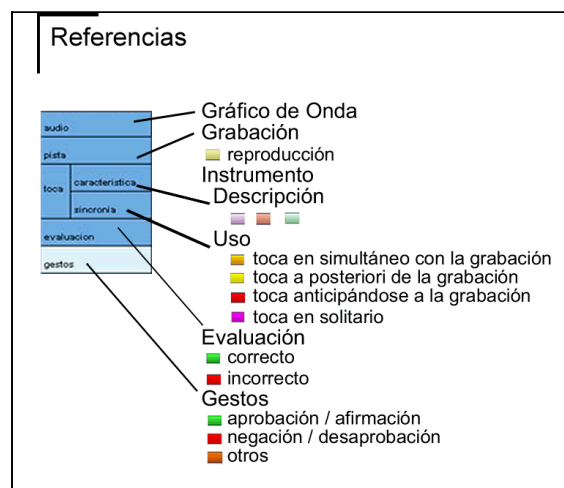 Referencias
audio
pista
toca
caracteristica
sincronia
evaluacion
gestos
Gráfico de Onda
Grabación
reproducción
Instrumento
Descripción
Uso
toca en simultáneo con la grabación
toca a posteriori de la grabación
toca anticipándose a la grabación
toca en solitario
Evaluación
correcto
incorrecto
Gestos
aprobación / afirmación
negación / desaprobación
otros